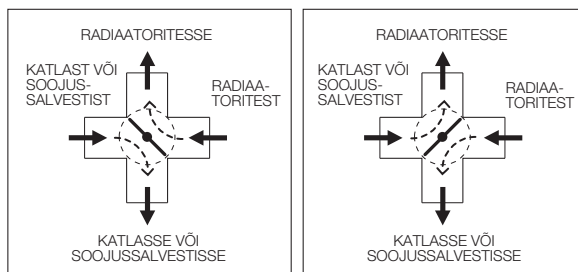 RADIAATORITESSE
KATLAST VÕI
SOOJUS-
SALVESTIST
RADIAA-
TORITEST
KATLASSE VÕI
SOOJUSSALVESTISSE
RADIAATORITESSE
KATLAST VÕI
SOOJUS-
SALVESTIST
RADIAA-
TORITEST
KATLASSE VÕI
SOOJUSSALVESTISSE